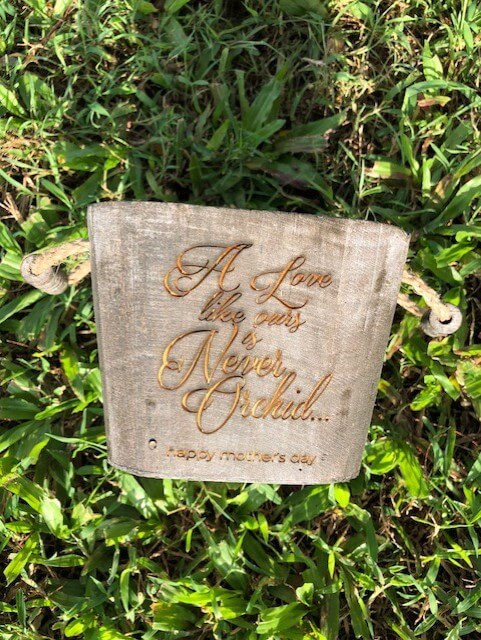 A Love
like ours
is
Never
Orchid...
happy mother's day